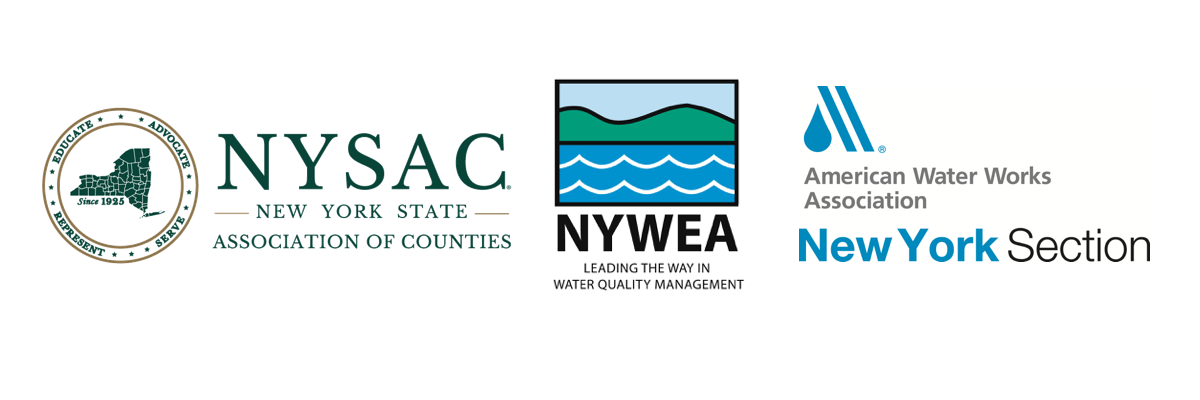 EDUCATE
ADVOCATE
REPRESENT
SERVE
Since 1925
NYSAC®
NEW YORK STATE
ASSOCIATION OF COUNTIES
NYWEA
LEADING THE WAY IN
WATER QUALITY MANAGEMENT
®
American Water Works
Association
New York Section